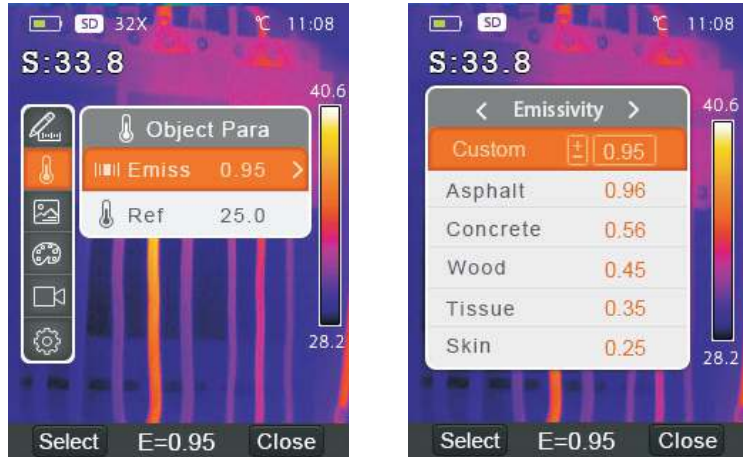 SD 32X ℃ 11:08
S:33.8
40.6
Object Para
Emiss 0.95 >
Ref 25.0
28.2
Select E=0.95 Close
SD ℃ 11:08
S:33.8
40.6
< Emissivity >
Custom ± 0.95
Asphalt 0.96
Concrete 0.56
Wood 0.45
Tissue 0.35
Skin 0.25
28.2
Select E=0.95 Close